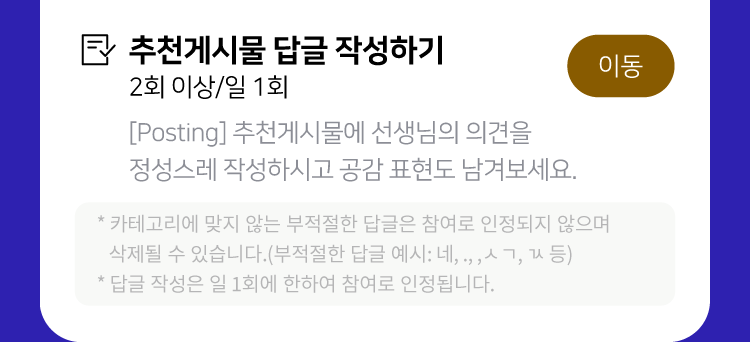 추천게시물 답글 작성하기
2회 이상/일 1회
이동
[Posting] 추천게시물에 선생님의 의견을
정성스레 작성하시고 공감 표현도 남겨보세요.
* 카테고리에 맞지 않는 부적절한 답글은 참여로 인정되지 않으며
삭제될 수 있습니다.(부적절한 답글 예시: 네, ., ,ㅅㄱ, ㄳ 등)
* 답글 작성은 일 1회에 한하여 참여로 인정됩니다.